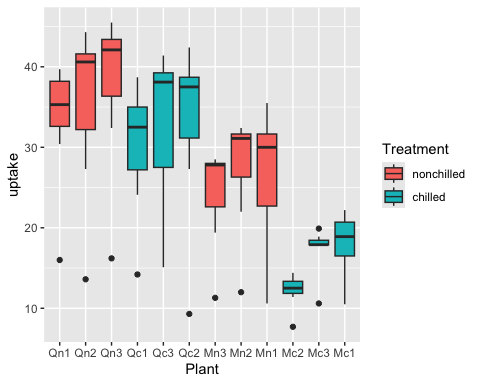 40
30
20
10
uptake
Qn1 Qn2 Qn3 Qc1 Qc3 Qc2 Mn3 Mn2 Mn1 Mc2 Mc3 Mc1
Plant
Treatment
nonchilled
chilled